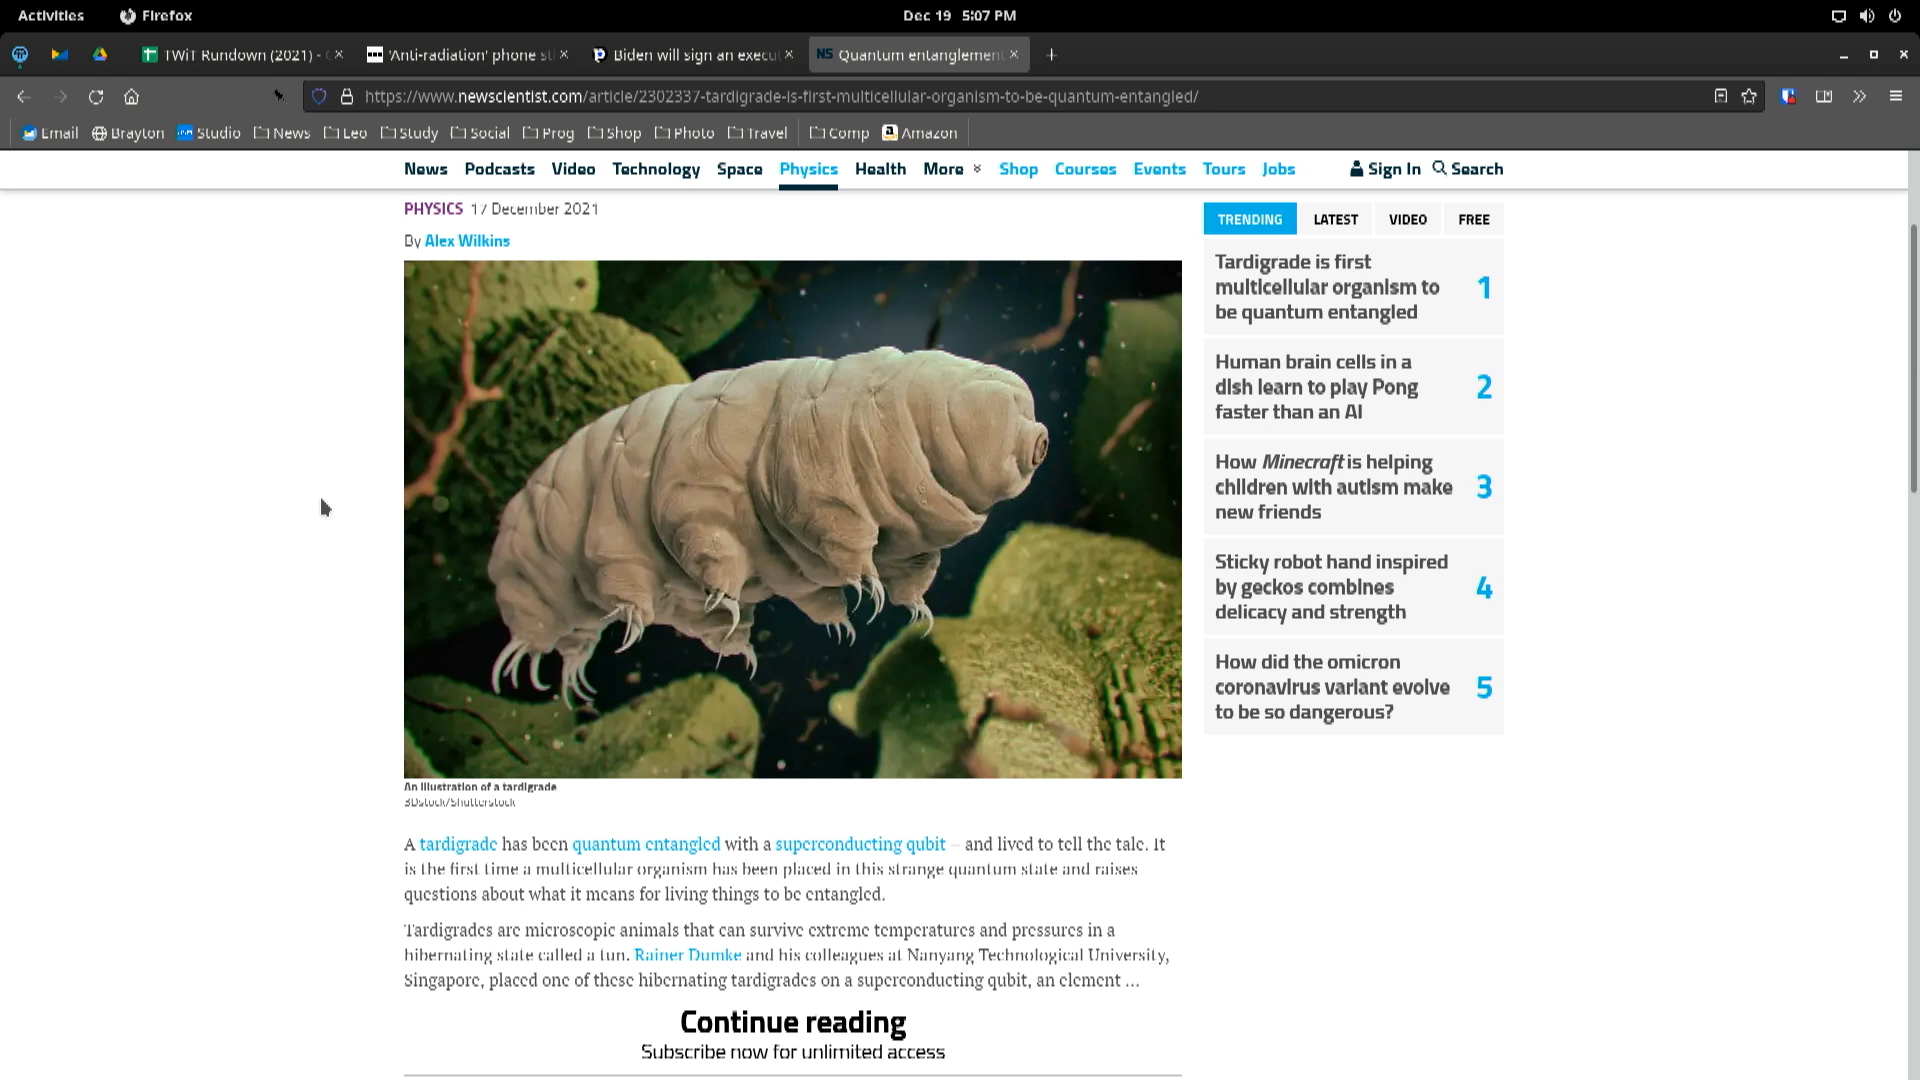 Activities Firefox Dec 19 5:07 PM
TWiT Rundown (2021) - 'Anti-radiation' phone sti Biden will sign an execut NS Quantum entanglement
https://www.newscientist.com/article/2302337-tardigrade-is-first-multicellular-organism-to-be-quantum-entangled/
Email Brayton Studio News Leo Study Social Prog Shop Photo Travel Comp Amazon
News Podcasts Video Technology Space Physics Health More Shop Courses Events Tours Jobs Sign In Search
PHYSICS 17 December 2021
By Alex Wilkins
An illustration of a tardigrade
3Dstock/Shutterstock
A tardigrade has been quantum entangled with a superconducting qubit – and lived to tell the tale. It
is the first time a multicellular organism has been placed in this strange quantum state and raises
questions about what it means for living things to be entangled.
Tardigrades are microscopic animals that can survive extreme temperatures and pressures in a
hibernating state called a tun. Rainer Dumke and his colleagues at Nanyang Technological University,
Singapore, placed one of these hibernating tardigrades on a superconducting qubit, an element ...
Continue reading
Subscribe now for unlimited access
TRENDING LATEST VIDEO FREE
Tardigrade is first
multicellular organism to
be quantum entangled
1
Human brain cells in a
dish learn to play Pong
faster than an AI
2
How Minecraft is helping
children with autism make
new friends
3
Sticky robot hand inspired
by geckos combines
delicacy and strength
4
How did the omicron
coronavirus variant evolve
to be so dangerous?
5